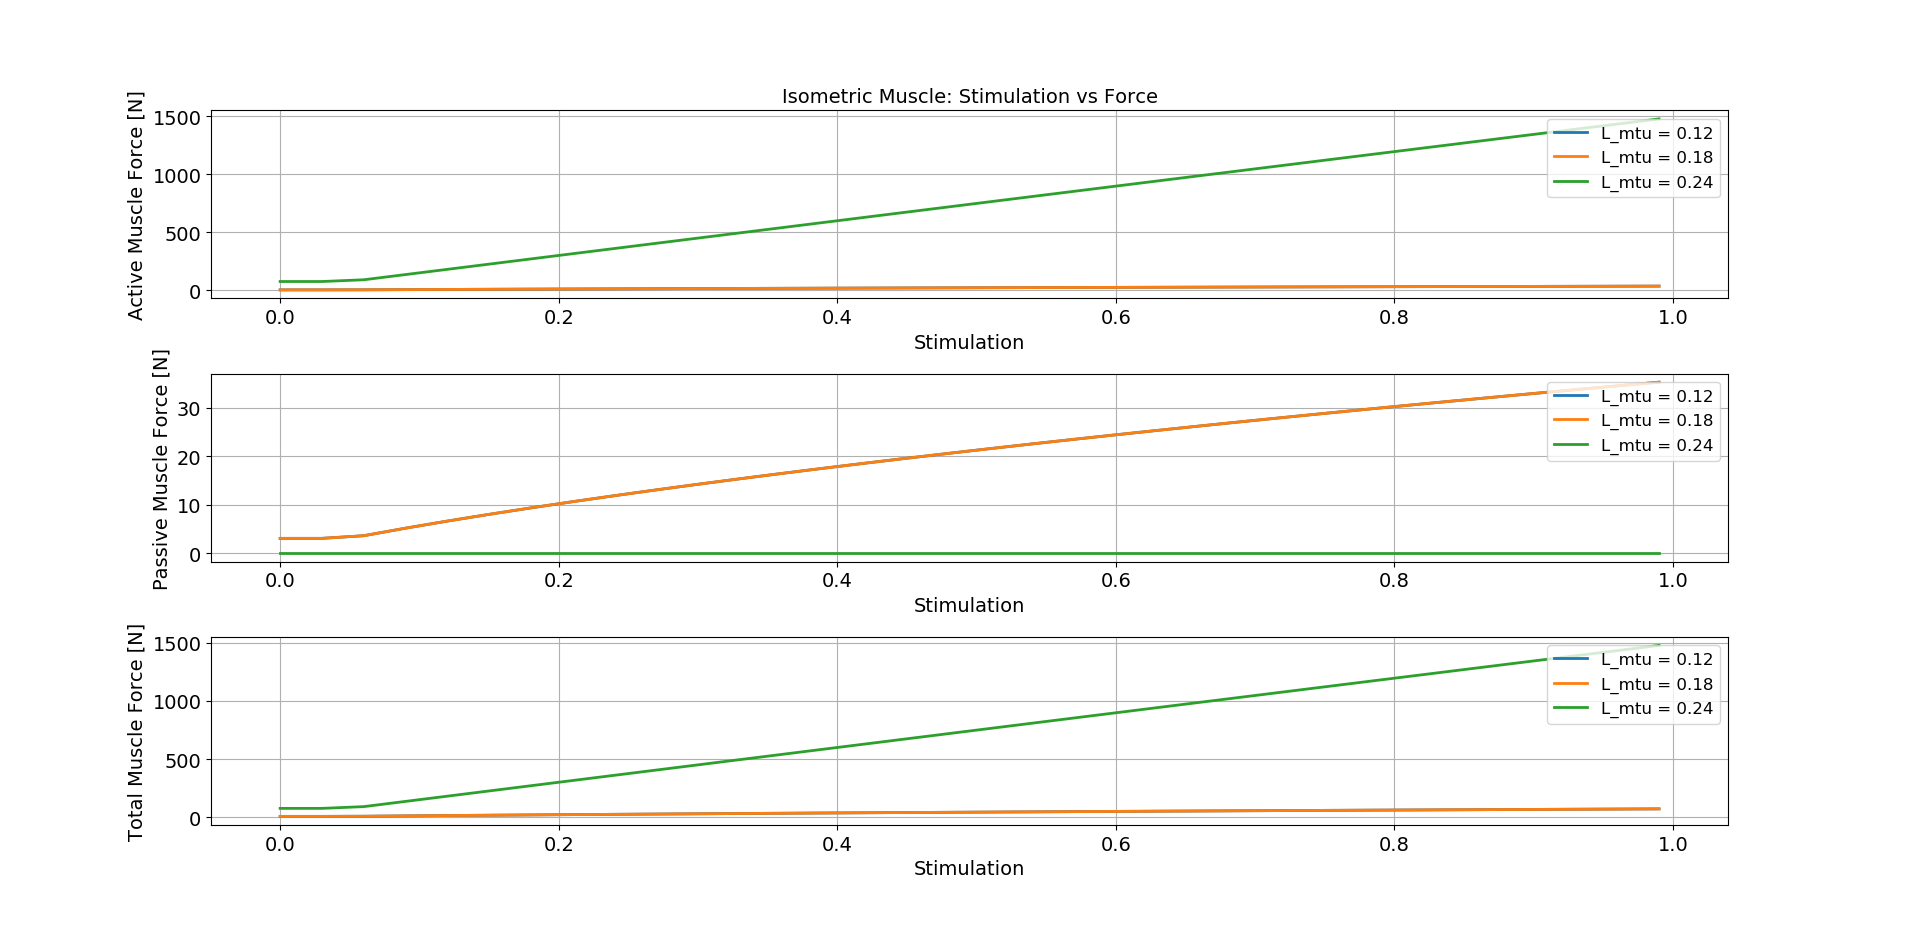 Isometric Muscle: Stimulation vs Force
Active Muscle Force [N]
1500
1000
500
0
L_mtu = 0.12
L_mtu = 0.18
L_mtu = 0.24
0.0 0.2 0.4 0.6 0.8 1.0
Stimulation
Passive Muscle Force [N]
30
20
10
0
L_mtu = 0.12
L_mtu = 0.18
L_mtu = 0.24
0.0 0.2 0.4 0.6 0.8 1.0
Stimulation
Total Muscle Force [N]
1500
1000
500
0
L_mtu = 0.12
L_mtu = 0.18
L_mtu = 0.24
0.0 0.2 0.4 0.6 0.8 1.0
Stimulation